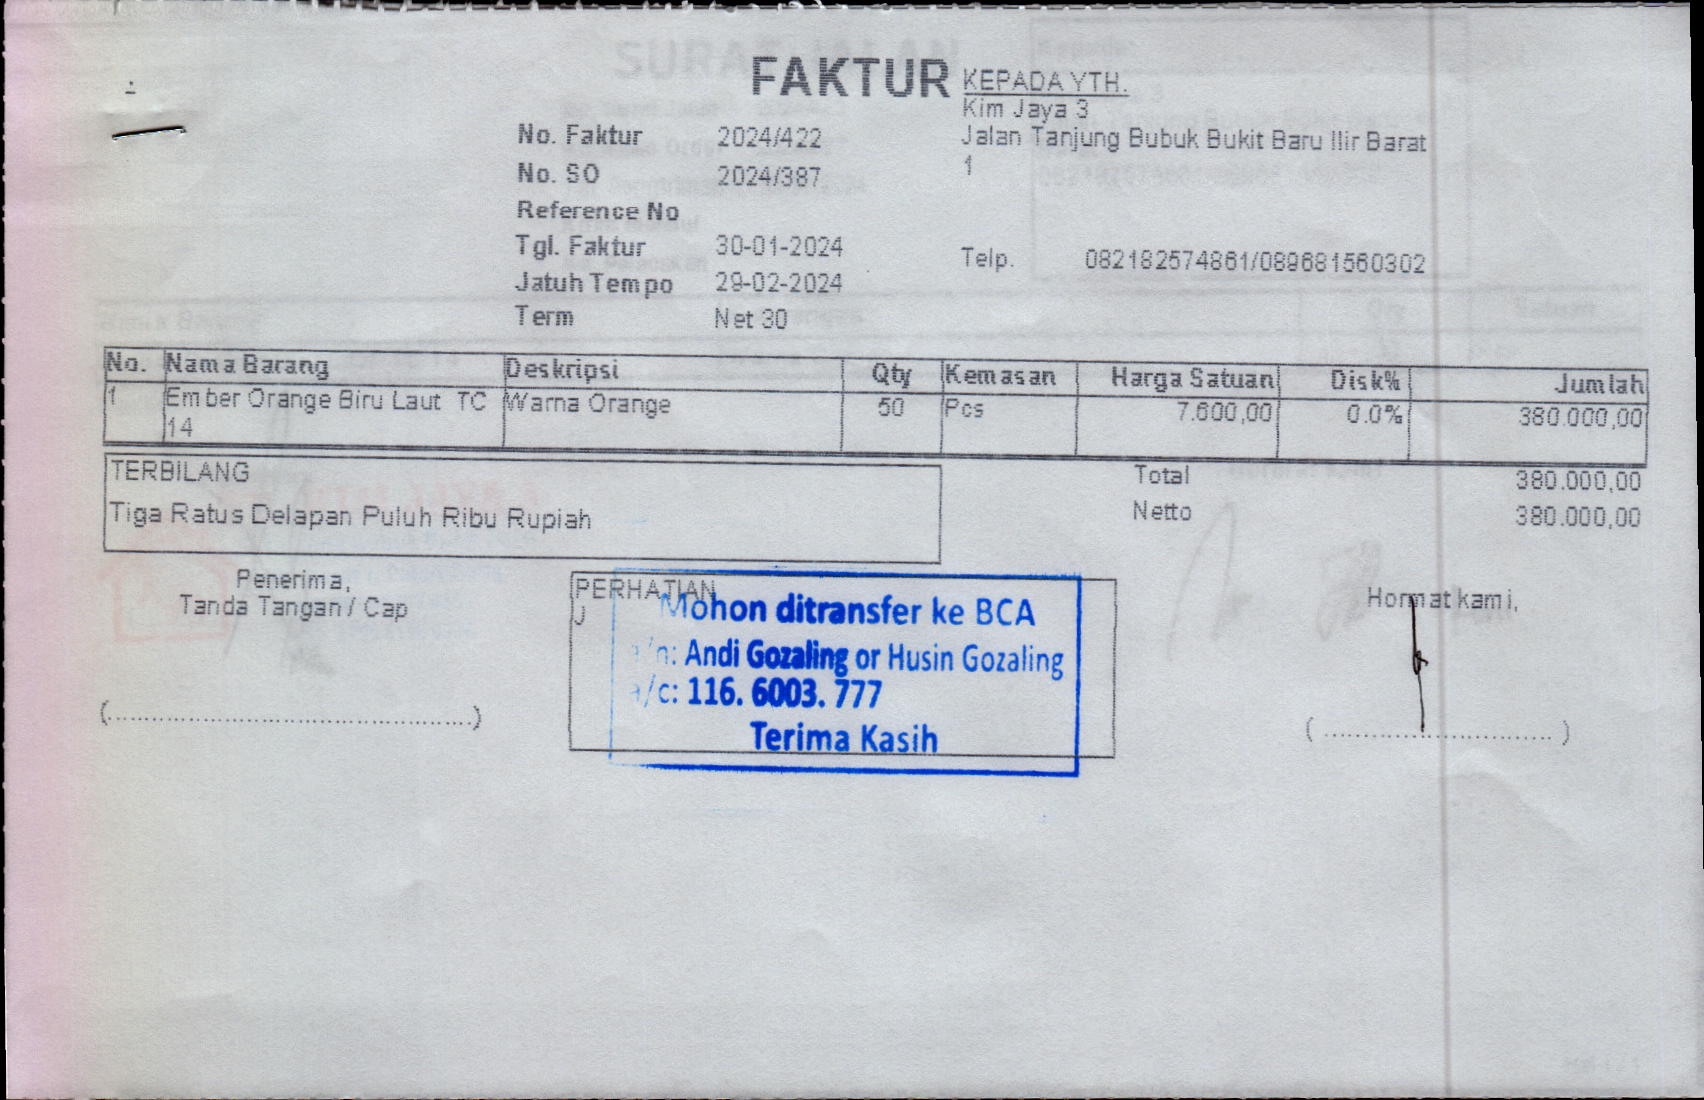 FAKTUR
KEPADA YTH.
Kim Jaya 3
Jalan Tanjung Bubuk Bukit Baru Ilir Barat
1
No. Faktur 2024/422
No. SO 2024/387
Reference No
Tgl. Faktur 30-01-2024
Telp. 082182574861/089681560302
Jatuh Tempo 29-02-2024
Term Net 30
No. Nama Barang Deskripsi Qty Kemasan Harga Satuan Disk% Jumlah
1 Ember Orange Biru Laut TC Warna Orange 50 Pcs 7.600,00 0.0% 380.000,00
14
TERBILANG
Total 380.000,00
Tiga Ratus Delapan Puluh Ribu Rupiah
Netto 380.000,00
Penerima,
Tanda Tangan / Cap
PERHATIAN
J
Mohon ditransfer ke BCA
a/n: Andi Gozaling or Husin Gozaling
a/c: 116. 6003. 777
Terima Kasih
Hormat kami,
(..................................................)
( .................................. )